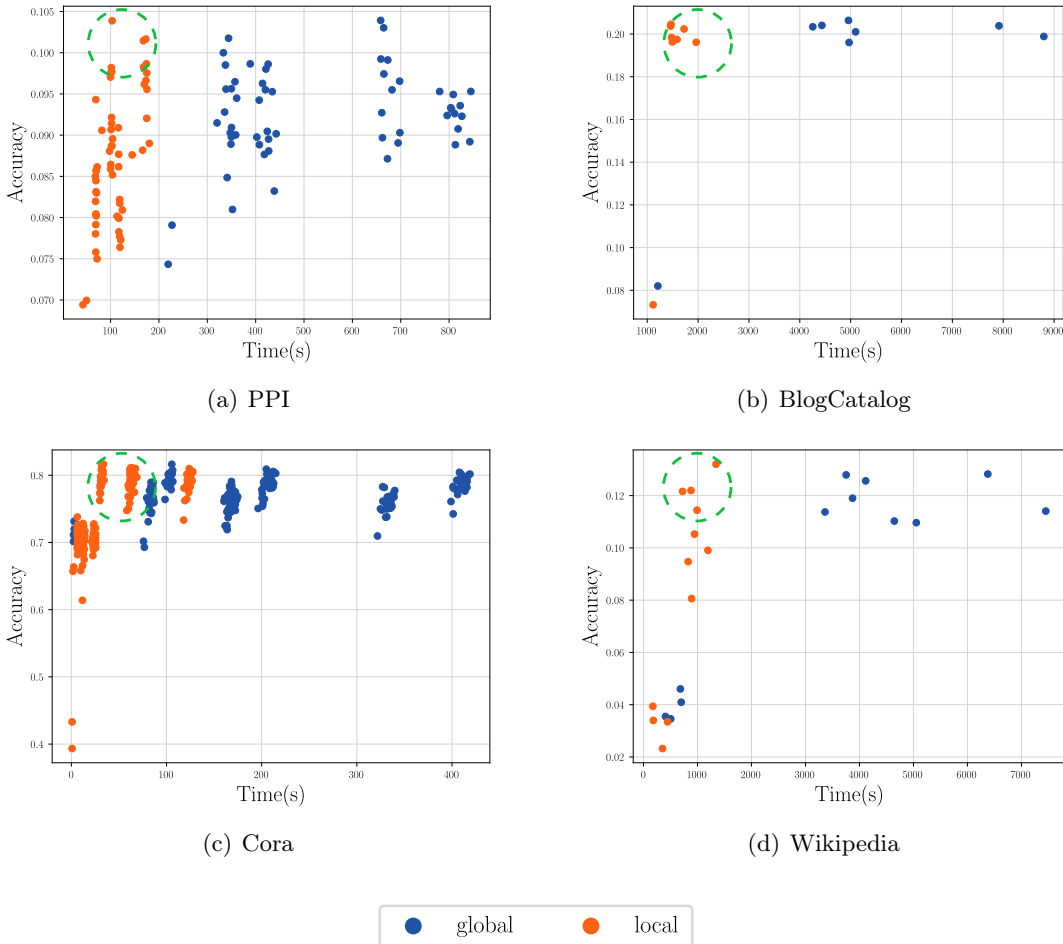 0.105
0.100
0.095
0.090
0.085
0.080
0.075
0.070
Accuracy
100 200 300 400 500 600 700 800
Time(s)
(a) PPI
0.20
0.18
0.16
0.14
0.12
0.10
0.08
Accuracy
1000 2000 3000 4000 5000 6000 7000 8000 9000
Time(s)
(b) BlogCatalog
0.8
0.7
0.6
0.5
0.4
Accuracy
0 100 200 300 400
Time(s)
(c) Cora
0.12
0.10
0.08
0.06
0.04
0.02
Accuracy
0 1000 2000 3000 4000 5000 6000 7000
Time(s)
(d) Wikipedia
global local